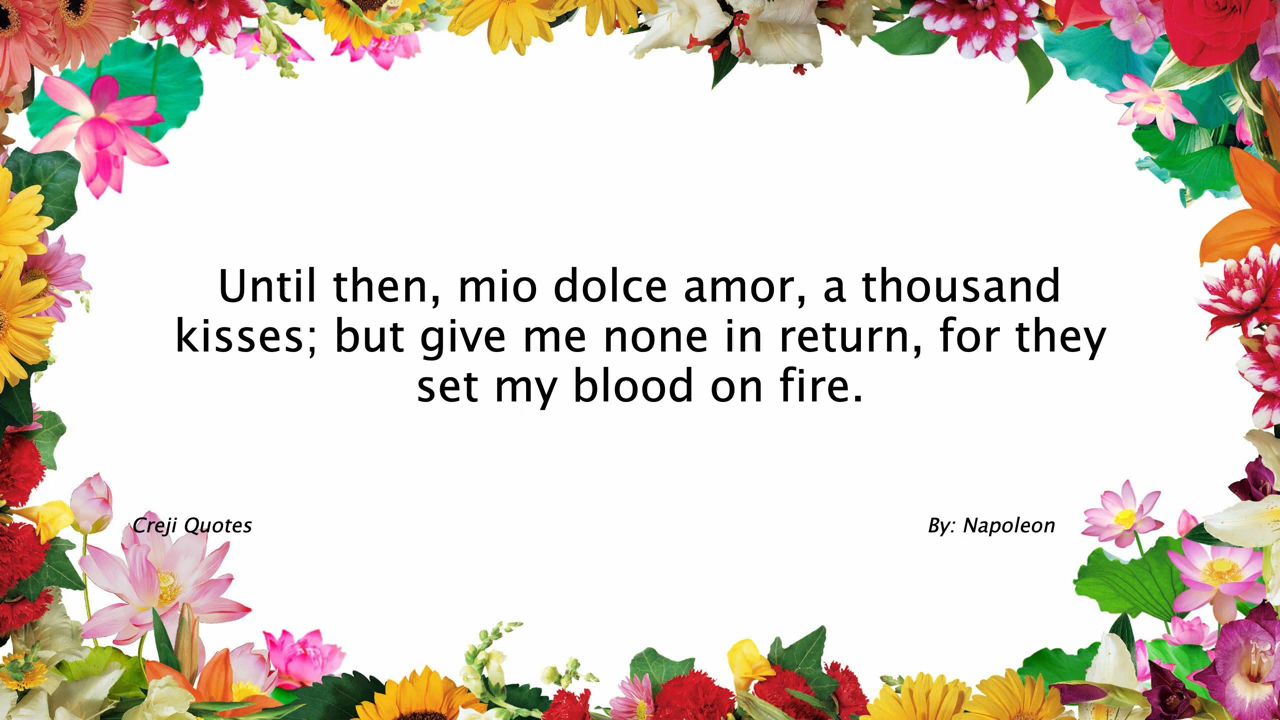 Until then, mio dolce amor, a thousand
kisses; but give me none in return, for they
set my blood on fire.
Creji Quotes
By: Napoleon